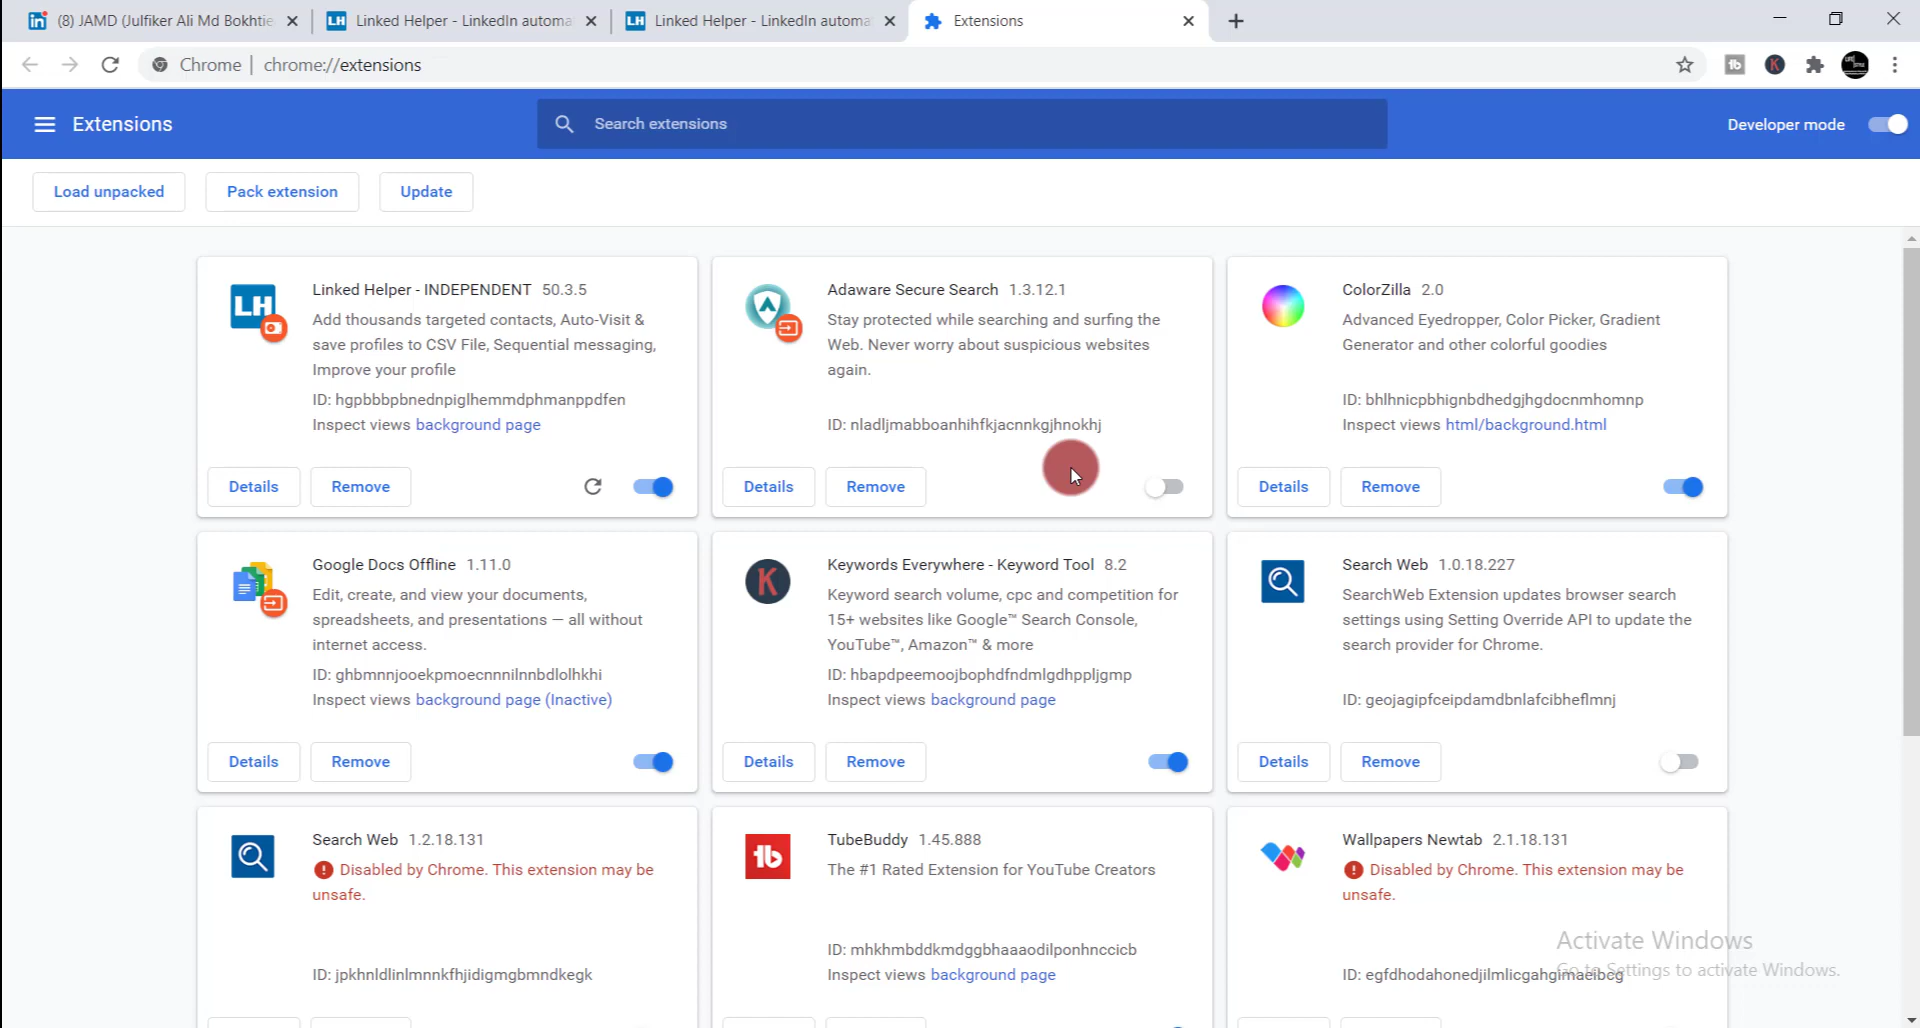 (8) JAMD (Julfiker Ali Md Bokhtie
Linked Helper - LinkedIn automa
Linked Helper - LinkedIn automa
Extensions
Chrome | chrome://extensions
Extensions
Search extensions
Developer mode
Load unpacked
Pack extension
Update
Linked Helper - INDEPENDENT 50.3.5
Add thousands targeted contacts, Auto-Visit &
save profiles to CSV File, Sequential messaging,
Improve your profile
ID: hgpbbbpbnednpiglhemmdphmanppdfen
Inspect views background page
Details
Remove
Adaware Secure Search 1.3.12.1
Stay protected while searching and surfing the
Web. Never worry about suspicious websites
again.
ID: nladljmabboanhihfkjacnnkgjhnokhj
Details
Remove
ColorZilla 2.0
Advanced Eyedropper, Color Picker, Gradient
Generator and other colorful goodies
ID: bhlhnicpbhignbdhedgjhgdocnmhomnp
Inspect views html/background.html
Details
Remove
Google Docs Offline 1.11.0
Edit, create, and view your documents,
spreadsheets, and presentations — all without
internet access.
ID: ghbmnnjooekpmoecnnnilnnbdlolhkhi
Inspect views background page (Inactive)
Details
Remove
Keywords Everywhere - Keyword Tool 8.2
Keyword search volume, cpc and competition for
15+ websites like Google™ Search Console,
YouTube™, Amazon™ & more
ID: hbapdpeemoojbophdfndmlgdhppljgmp
Inspect views background page
Details
Remove
Search Web 1.0.18.227
SearchWeb Extension updates browser search
settings using Setting Override API to update the
search provider for Chrome.
ID: geojagipfceipdamdbnlafcibheflmnj
Details
Remove
Search Web 1.2.18.131
Disabled by Chrome. This extension may be
unsafe.
ID: jpkhnldlinlmnnkfhjidigmgbmndkegk
TubeBuddy 1.45.888
The #1 Rated Extension for YouTube Creators
ID: mhkhmbddkmdggbhaaaodilponhnccicb
Inspect views background page
Wallpapers Newtab 2.1.18.131
Disabled by Chrome. This extension may be
unsafe.
ID: egfdhodahonedjilmlicgahgimaeibcg
Activate Windows
Go to Settings to activate Windows.